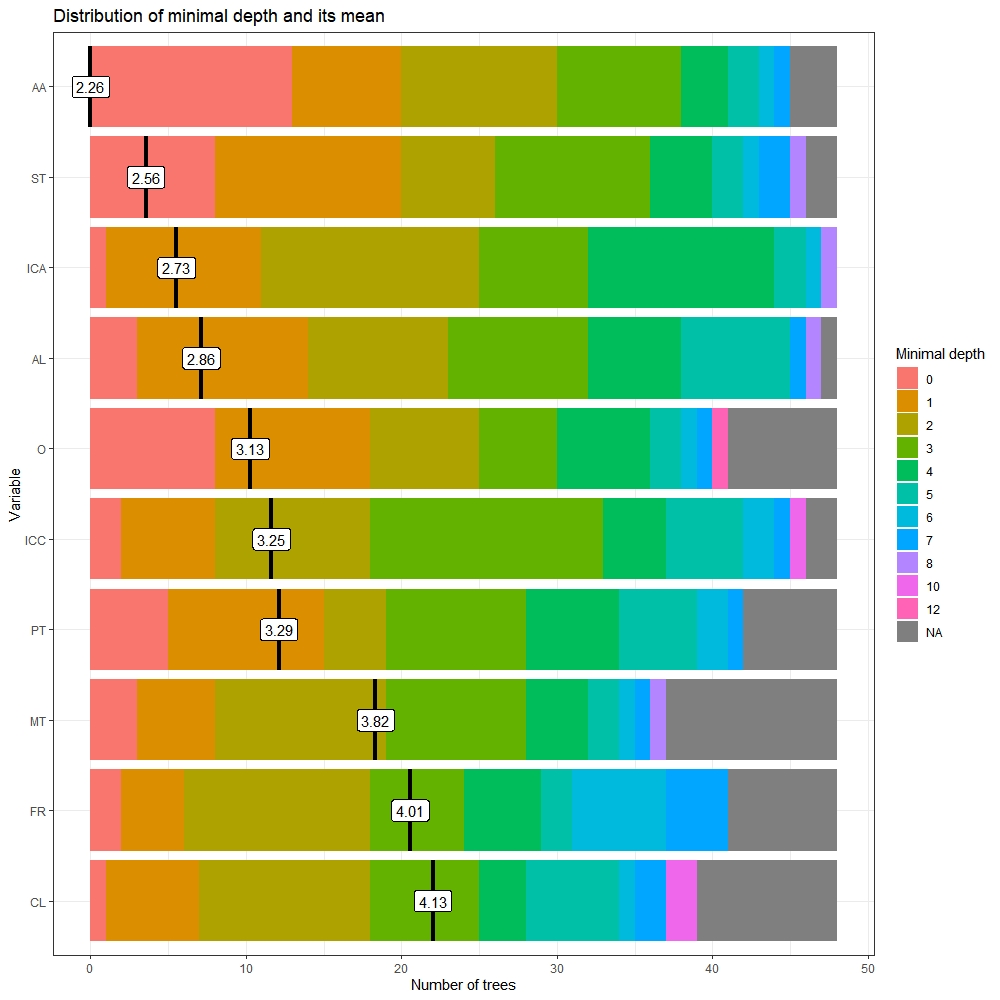 Distribution of minimal depth and its mean
AA
2.26
ST
2.56
ICA
2.73
AL
2.86
O
3.13
ICC
3.25
PT
3.29
MT
3.82
FR
4.01
CL
4.13
Variable
0
10
20
30
40
50
Number of trees
Minimal depth
0
1
2
3
4
5
6
7
8
10
12
NA